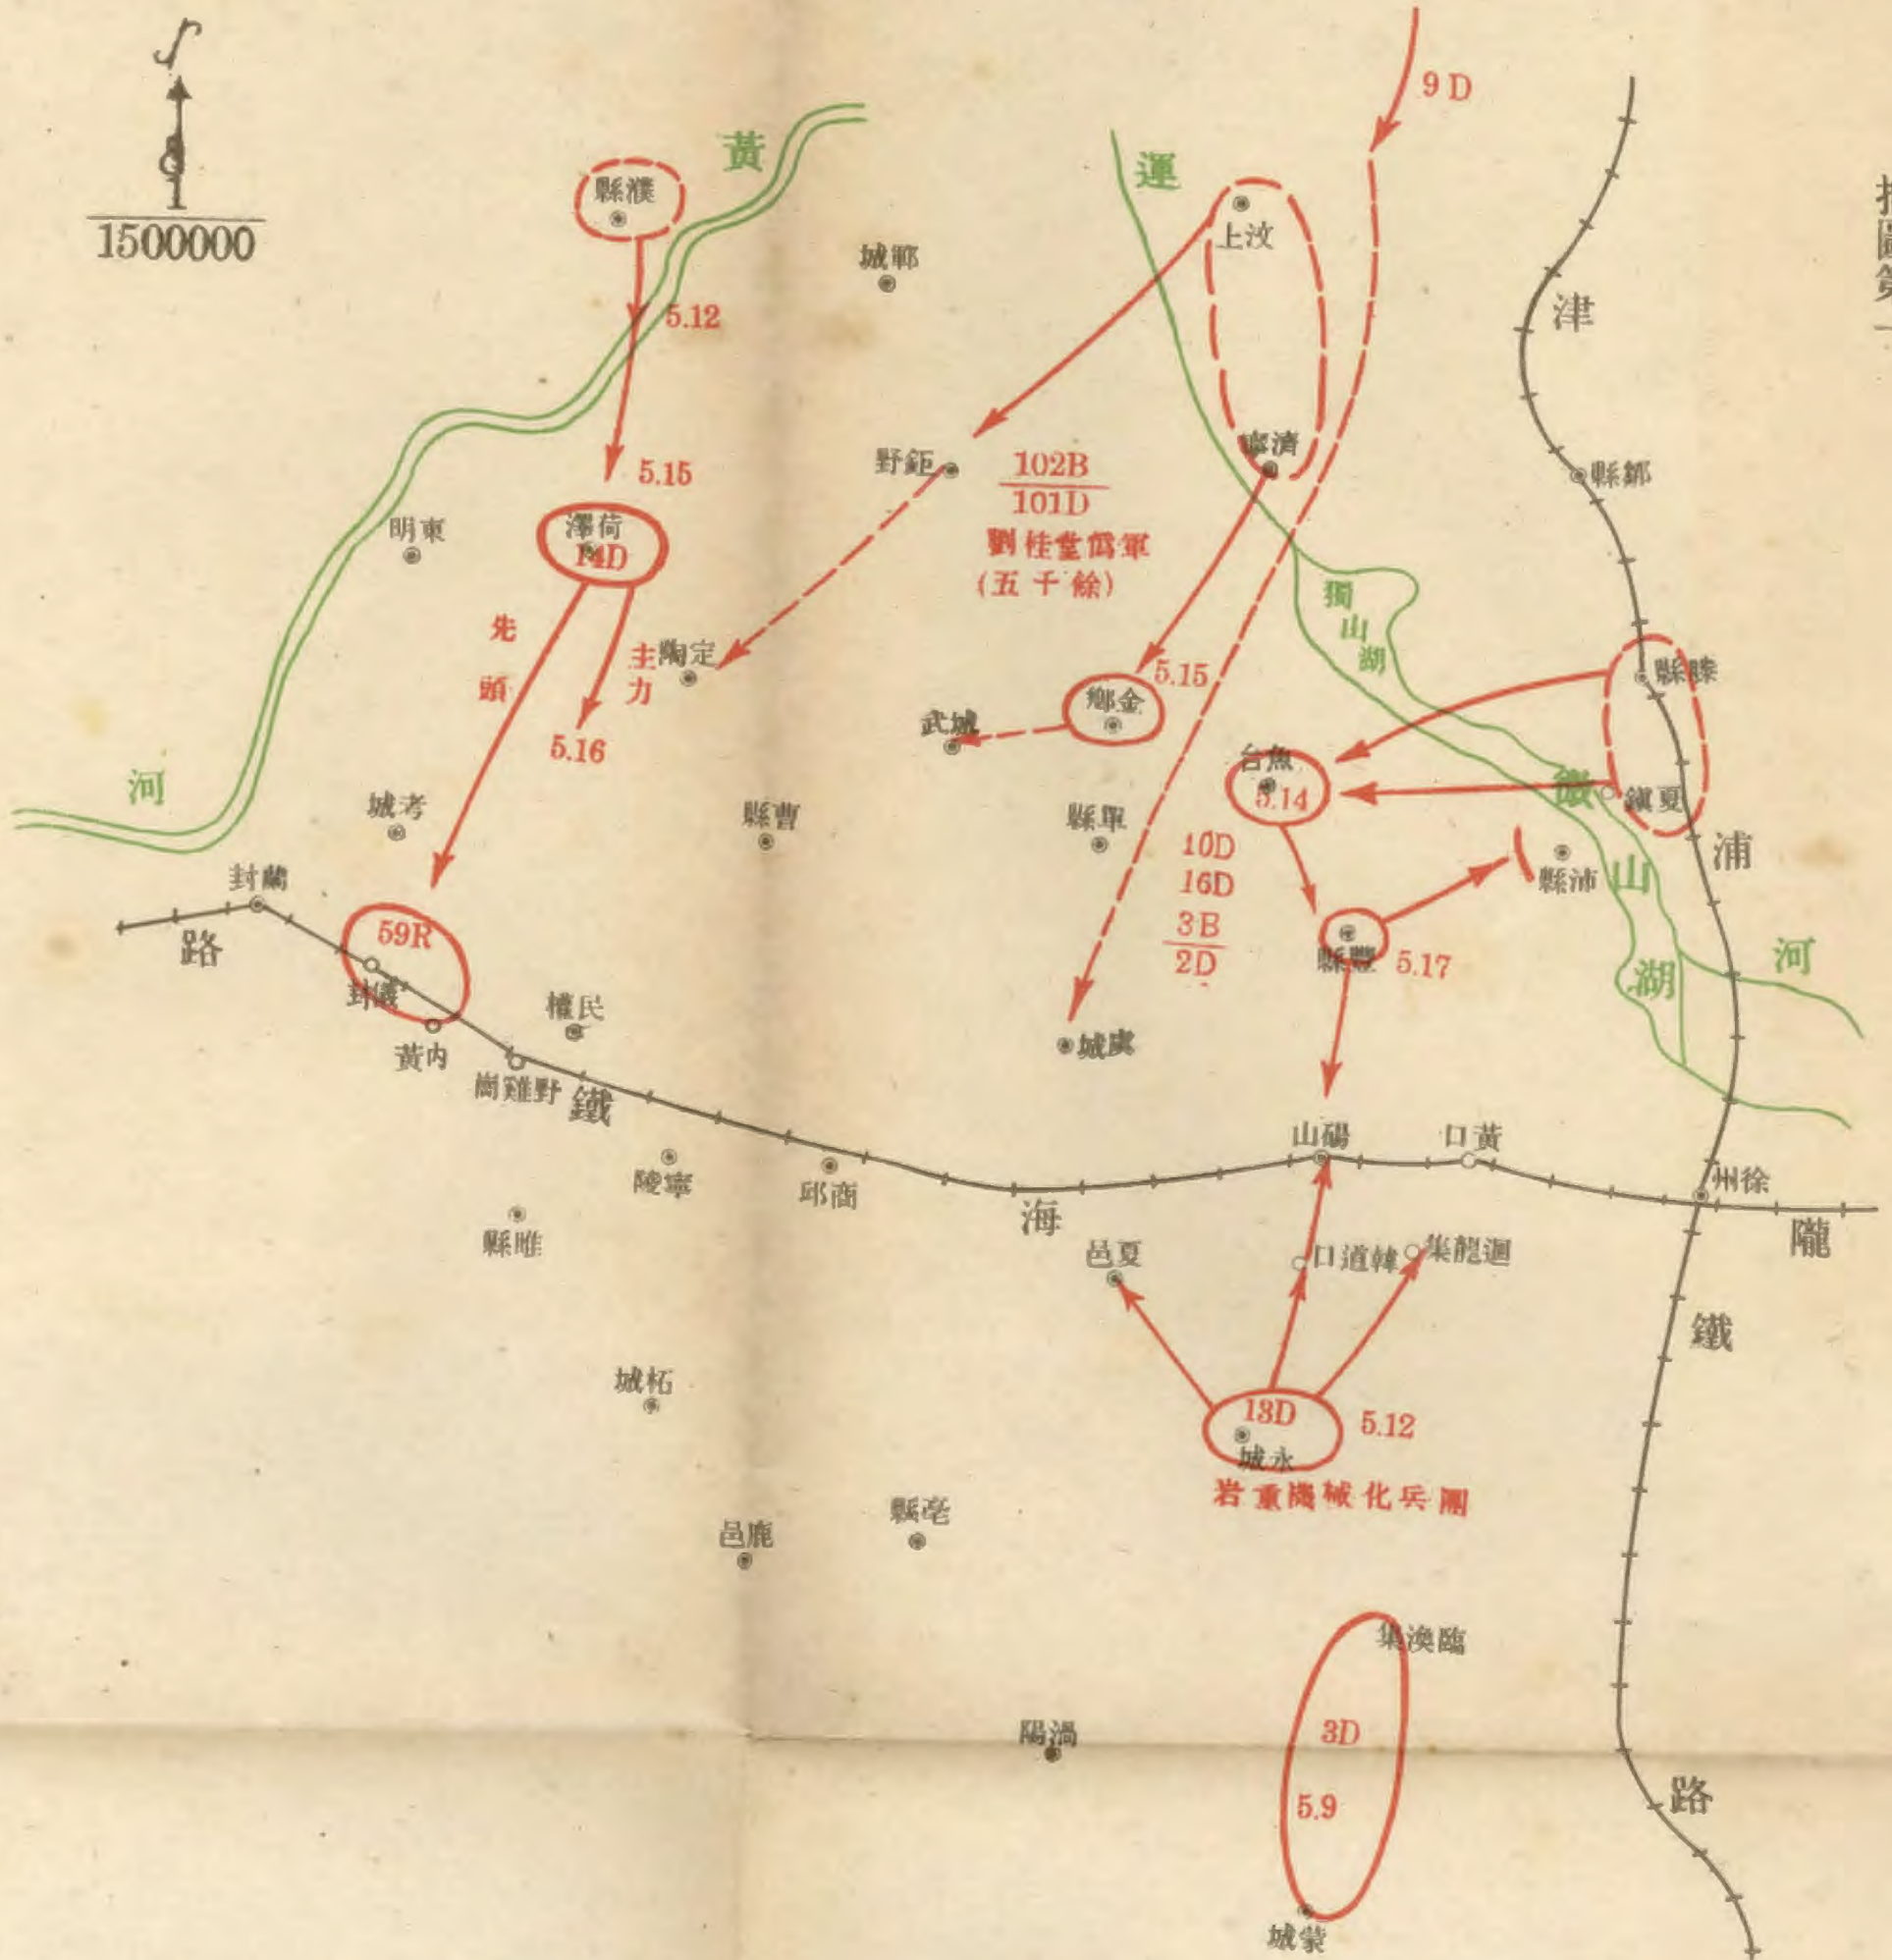 1
1500000
9D
黃
河
運
河
濮縣
5.12
鄆城
汶上
津
浦
鐵
路
5.15
鉅野
102B
101D
劉桂堂僞軍
(五千餘)
濟寧
鄒縣
東明
荷澤
14D
先頭
主力
5.16
定陶
獨山湖
金鄉
5.15
城武
滕縣
夏鎮
微山湖
魚台
5.14
考城
曹縣
單縣
10D
16D
3B
2D
沛縣
豐縣
5.17
蘭封
59R
儀封
內黃
民權
野雞崗
虞城
隴
海
鐵
路
寧陵
商邱
碭山
黃口
徐州
睢縣
夏邑
韓道口
迴龍集
柘城
13D
5.12
永城
岩重機械化兵團
亳縣
鹿邑
臨渙集
渦陽
3D
5.9
蒙城